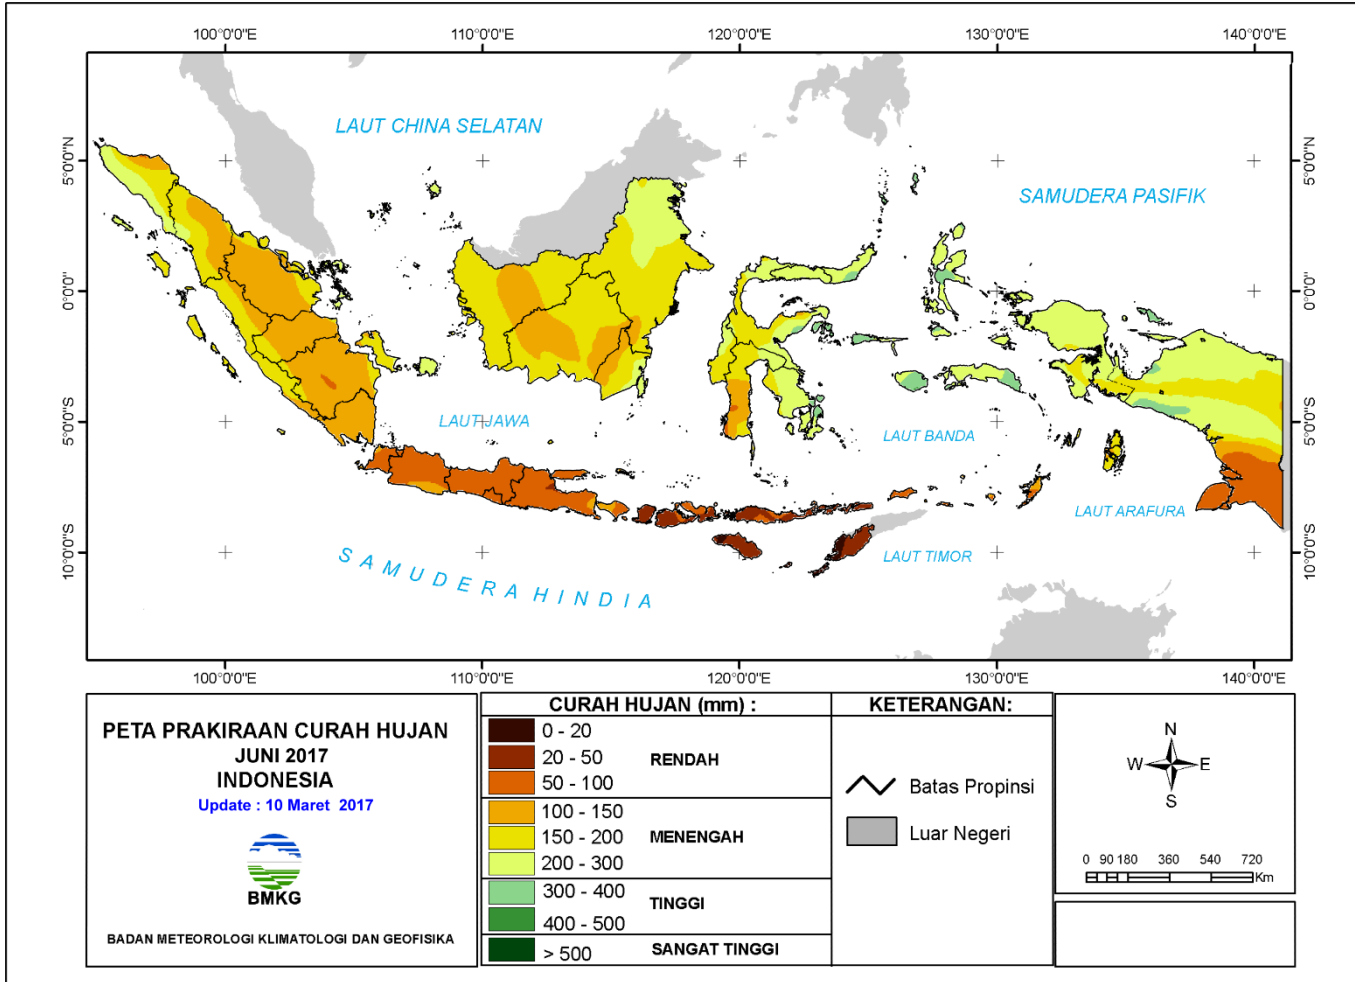 100°0'0"E 110°0'0"E 120°0'0"E 130°0'0"E 140°0'0"E
LAUT CHINA SELATAN
SAMUDERA PASIFIK
5°0'0"N 5°0'0"N
0°0'0" 0°0'0"
5°0'0"S 5°0'0"S
10°0'0"S 10°0'0"S
LAUT JAWA
LAUT BANDA
LAUT ARAFURA
LAUT TIMOR
SAMUDERA HINDIA
100°0'0"E 110°0'0"E 120°0'0"E 130°0'0"E 140°0'0"E
PETA PRAKIRAAN CURAH HUJAN
JUNI 2017
INDONESIA
Update : 10 Maret 2017
BMKG
BADAN METEOROLOGI KLIMATOLOGI DAN GEOFISIKA
CURAH HUJAN (mm) :
0 - 20
20 - 50
RENDAH
50 - 100
100 - 150
150 - 200
MENENGAH
200 - 300
300 - 400
TINGGI
400 - 500
> 500
SANGAT TINGGI
KETERANGAN:
Batas Propinsi
Luar Negeri
N
W E
S
0 90 180 360 540 720
Km